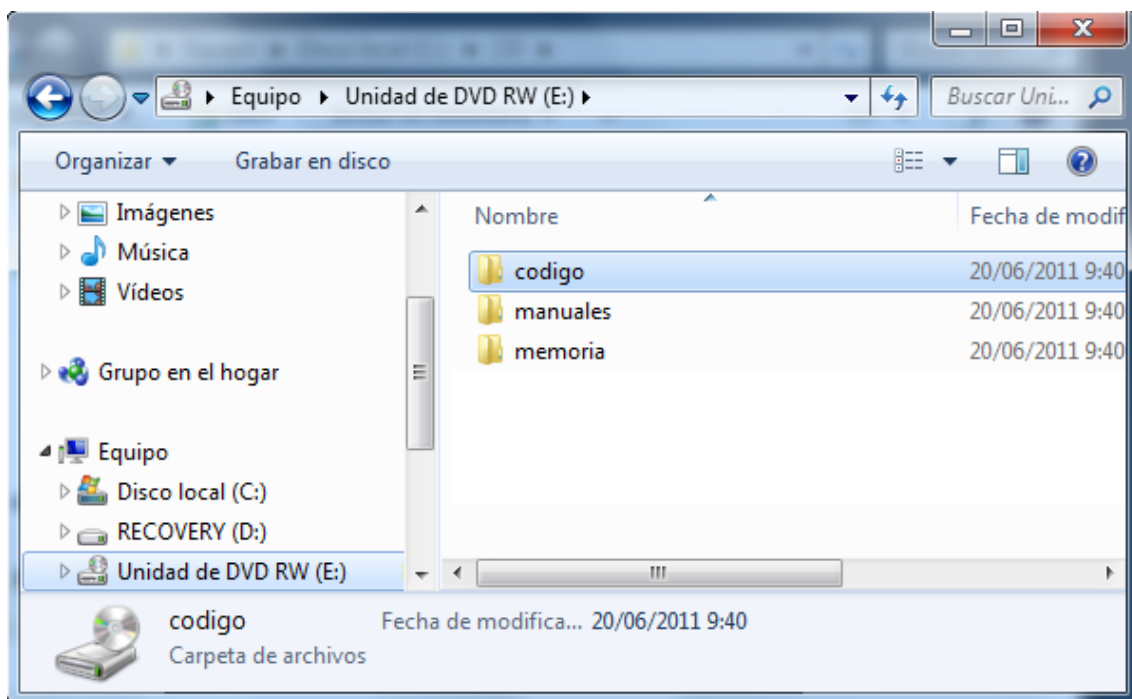 Equipo Unidad de DVD RW (E:) Buscar Uni...
Organizar Grabar en disco
Imágenes
Música
Vídeos
Grupo en el hogar
Equipo
Disco local (C:)
RECOVERY (D:)
Unidad de DVD RW (E:)
Nombre Fecha de modif
codigo 20/06/2011 9:40
manuales 20/06/2011 9:40
memoria 20/06/2011 9:40
codigo Fecha de modifica... 20/06/2011 9:40
Carpeta de archivos